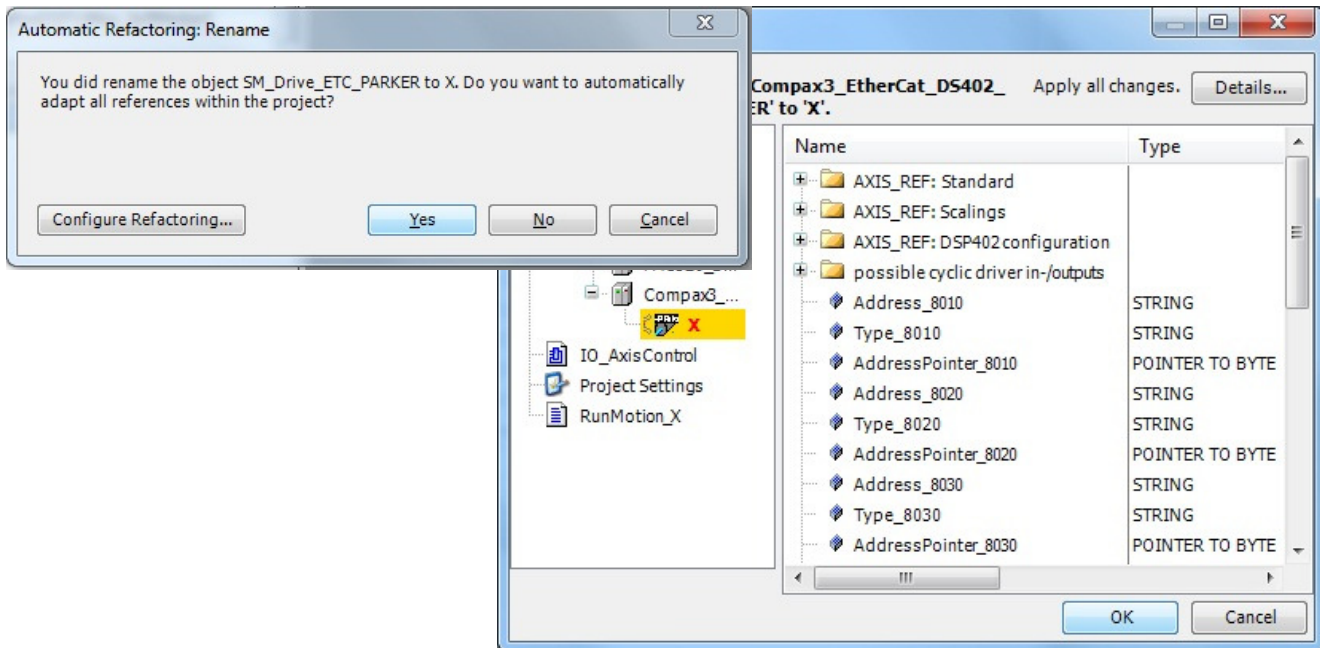 Automatic Refactoring: Rename
You did rename the object SM_Drive_ETC_PARKER to X. Do you want to automatically
adapt all references within the project?
Configure Refactoring...
Yes
No
Cancel
Compax3_EtherCat_DS402_
ER' to 'X'.
Apply all changes.
Details...
Compax3_...
X
IO_AxisControl
Project Settings
RunMotion_X
Name Type
AXIS_REF: Standard
AXIS_REF: Scalings
AXIS_REF: DSP402 configuration
possible cyclic driver in-/outputs
Address_8010 STRING
Type_8010 STRING
AddressPointer_8010 POINTER TO BYTE
Address_8020 STRING
Type_8020 STRING
AddressPointer_8020 POINTER TO BYTE
Address_8030 STRING
Type_8030 STRING
AddressPointer_8030 POINTER TO BYTE
OK
Cancel